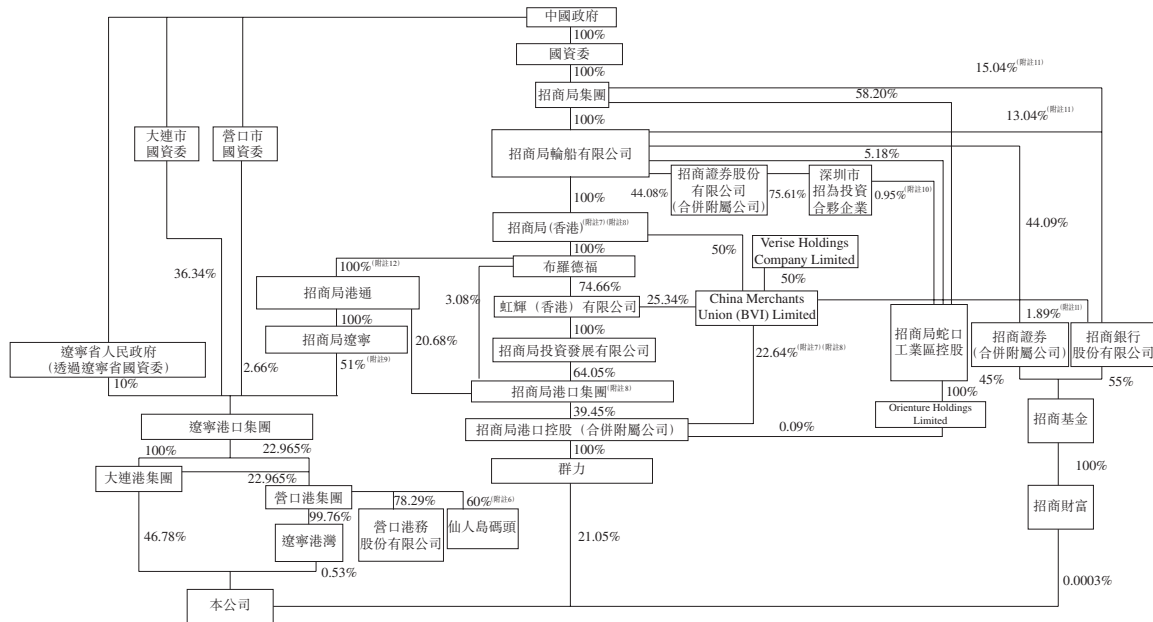 中國政府
100%
國資委
100%
15.04%(附註11)
招商局集團
58.20%
100%
13.04%(附註11)
大連市
國資委
營口市
國資委
招商局輪船有限公司
5.18%
44.08%
招商證券股份
有限公司
(合併附屬公司)
75.61%
深圳市
招為投資
合夥企業
0.95%(附註10)
100%
44.09%
招商局(香港)(附註7)(附註8)
Verise Holdings
Company Limited
50%
100%
50%
36.34%
100%(附註12)
布羅德福
招商局港通
3.08%
74.66%
虹輝（香港）有限公司
25.34%
China Merchants
Union (BVI) Limited
100%
100%
1.89%(附註11)
招商局遼寧
20.68%
招商局投資發展有限公司
22.64%(附註7)(附註8)
招商局蛇口
工業區控股
招商證券
(合併附屬公司)
招商銀行
股份有限公司
遼寧省人民政府
(透過遼寧省國資委)
2.66%
51%(附註9)
64.05%
10%
招商局港口集團(附註8)
100%
45%
55%
39.45%
Orienture Holdings
Limited
招商基金
遼寧港口集團
招商局港口控股（合併附屬公司）
0.09%
100%
22.965%
100%
大連港集團
22.965%
群力
100%
營口港集團
78.29%
60%(附註6)
招商財富
99.76%
46.78%
遼寧港灣
營口港務
股份有限公司
仙人島碼頭
21.05%
0.53%
0.0003%
本公司